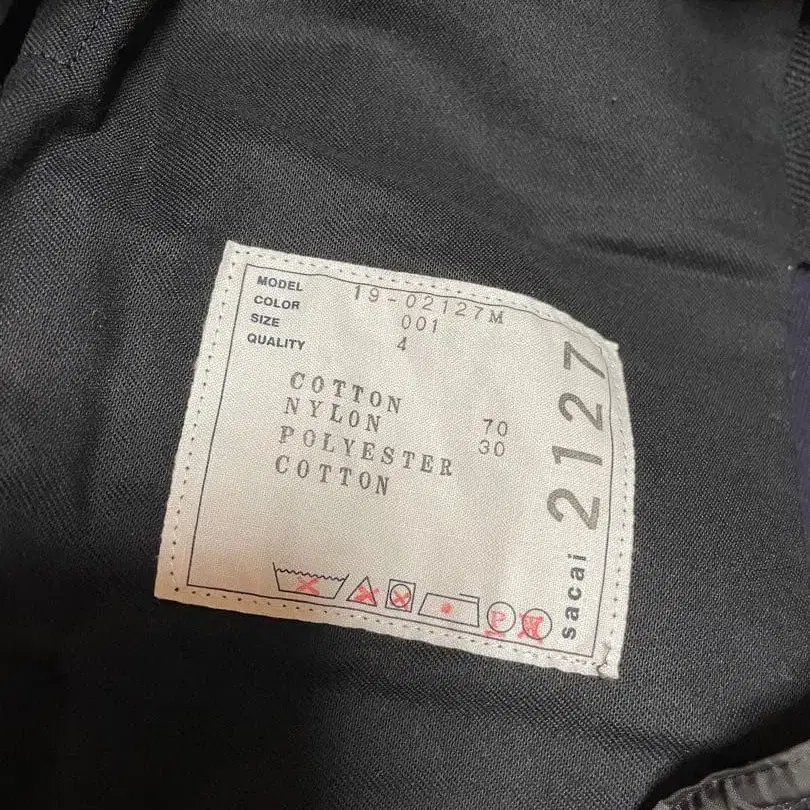 MODEL 19-02127M
COLOR 001
SIZE 4
QUALITY
COTTON 70
NYLON 30
POLYESTER
COTTON
P
W
sacai 2127